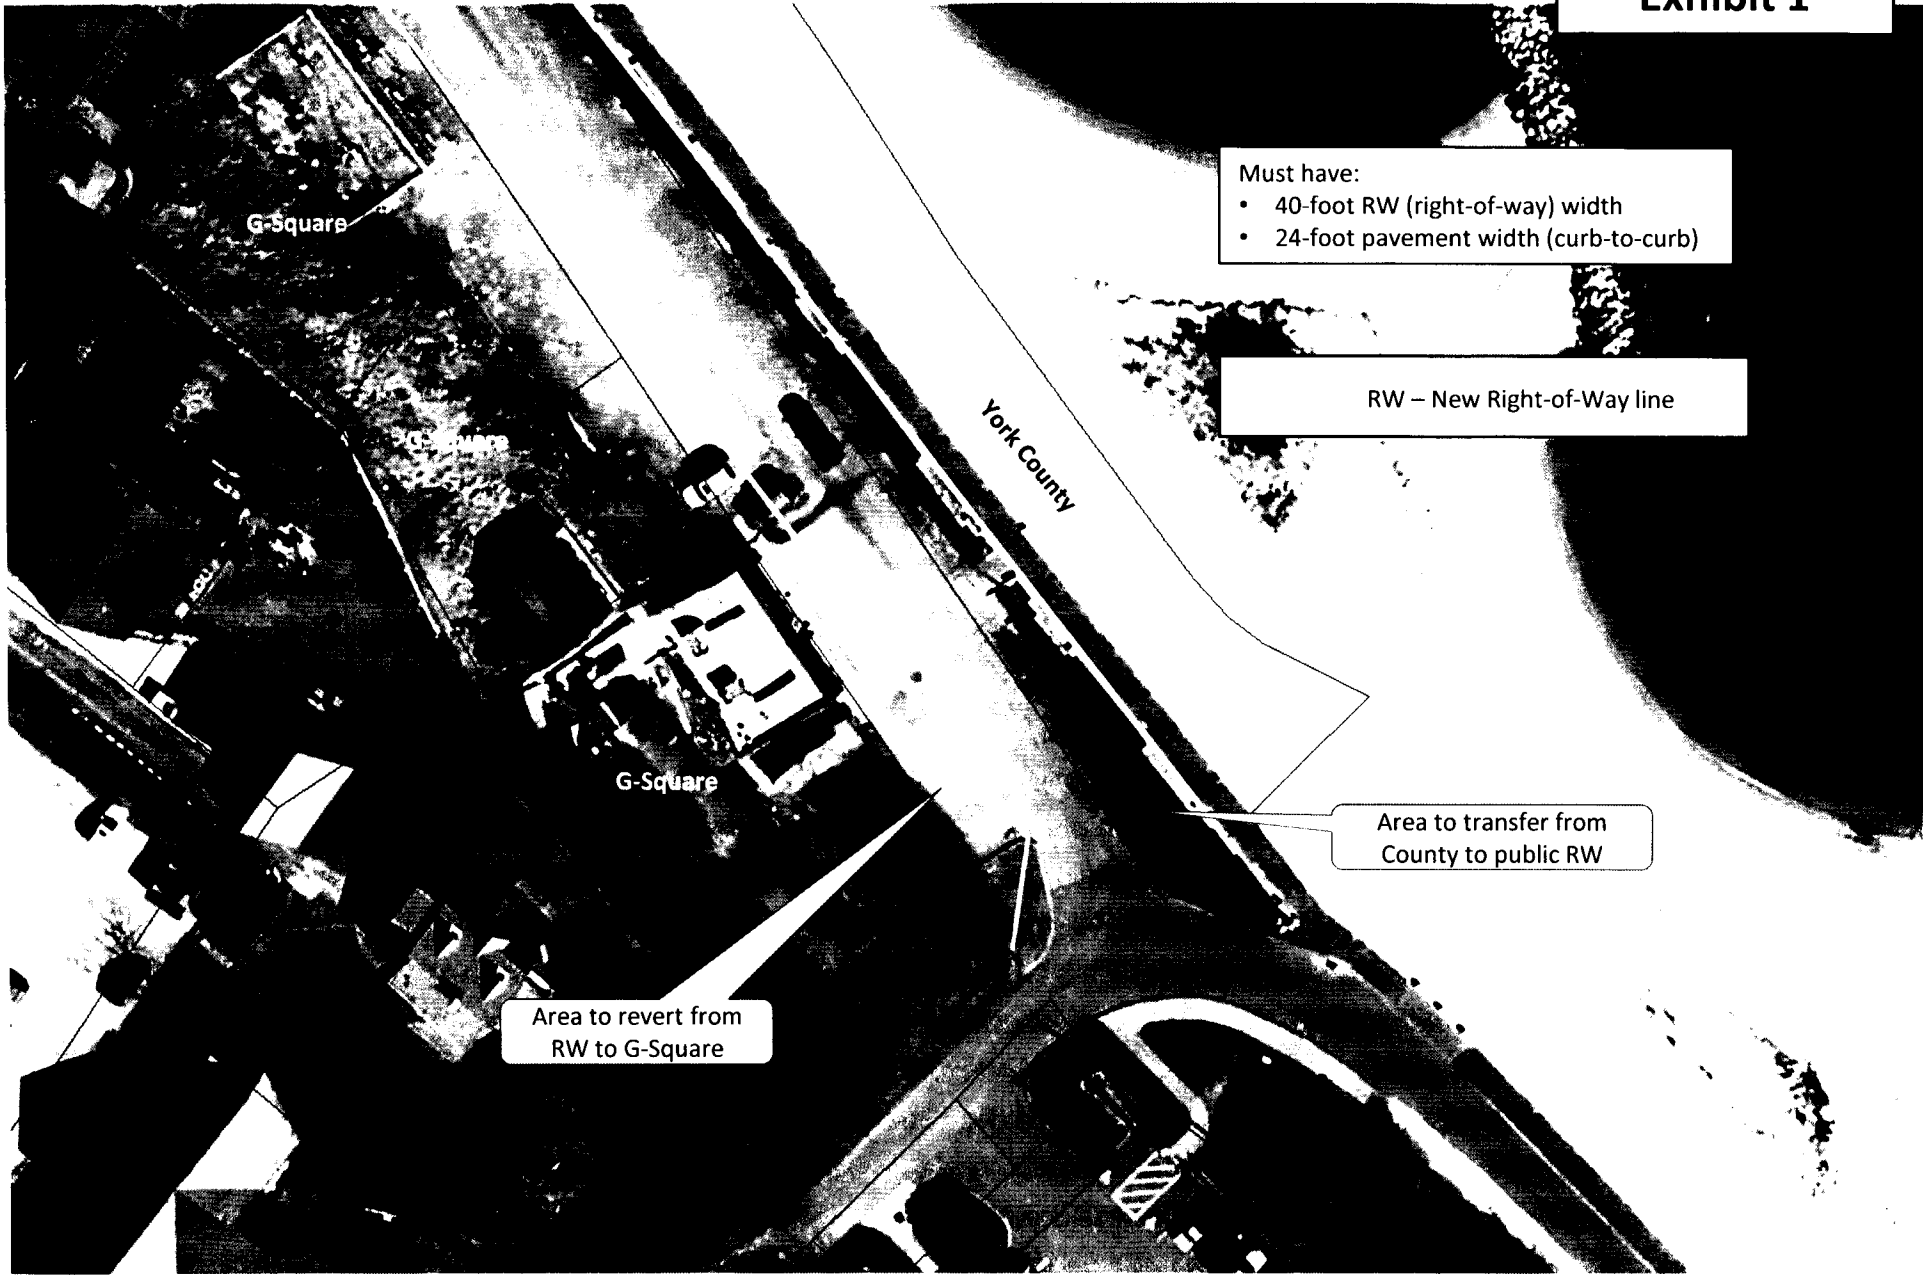 Exhibit 1
Must have:
• 40-foot RW (right-of-way) width
• 24-foot pavement width (curb-to-curb)
G-Square
RW – New Right-of-Way line
York County
G-Square
G-Square
Area to transfer from
County to public RW
Area to revert from
RW to G-Square